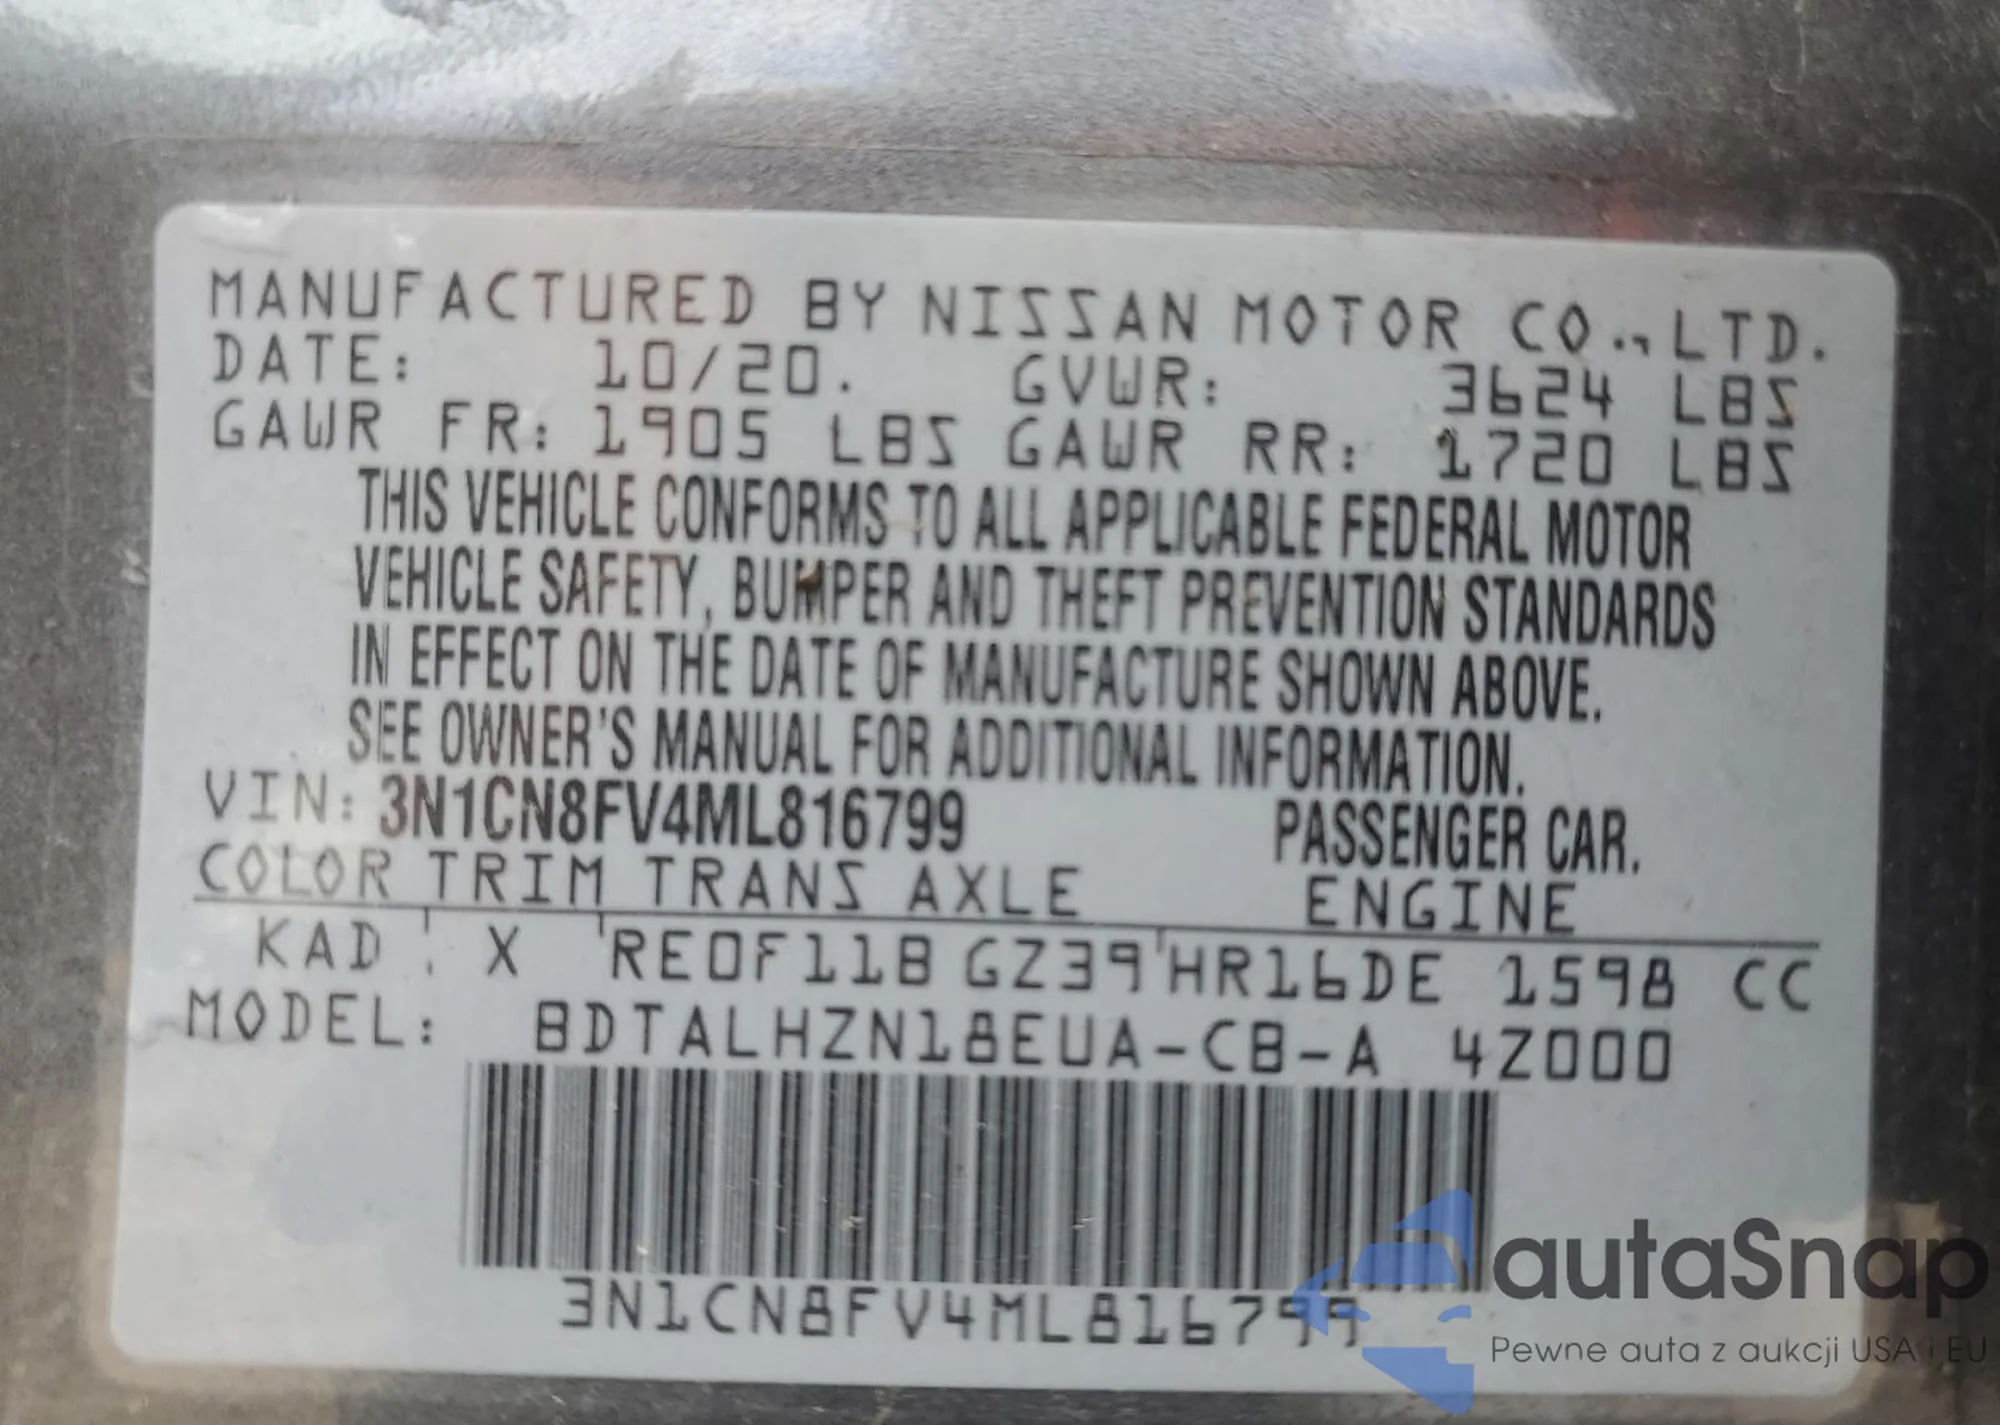 MANUFACTURED BY NISSAN MOTOR CO.,LTD.
DATE: 10/20. GVWR: 3624 LBS
GAWR FR: 1905 LBS GAWR RR: 1720 LBS
THIS VEHICLE CONFORMS TO ALL APPLICABLE FEDERAL MOTOR
VEHICLE SAFETY, BUMPER AND THEFT PREVENTION STANDARDS
IN EFFECT ON THE DATE OF MANUFACTURE SHOWN ABOVE.
SEE OWNER'S MANUAL FOR ADDITIONAL INFORMATION.
VIN: 3N1CN8FV4ML816799 PASSENGER CAR.
COLOR TRIM TRANS AXLE ENGINE
KAD X RE0F11B GZ39 HR16DE 1598 CC
MODEL: BDTALHZN18EUA-CB-A 4Z000
3N1CN8FV4ML816799
autaSnap
Pewne auta z aukcji USA i EU